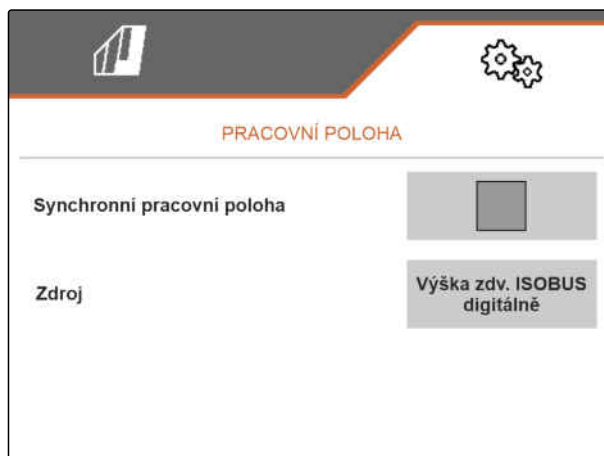 PRACOVNÍ POLOHA
Synchronní pracovní poloha
Zdroj
Výška zdv. ISOBUS
digitálně